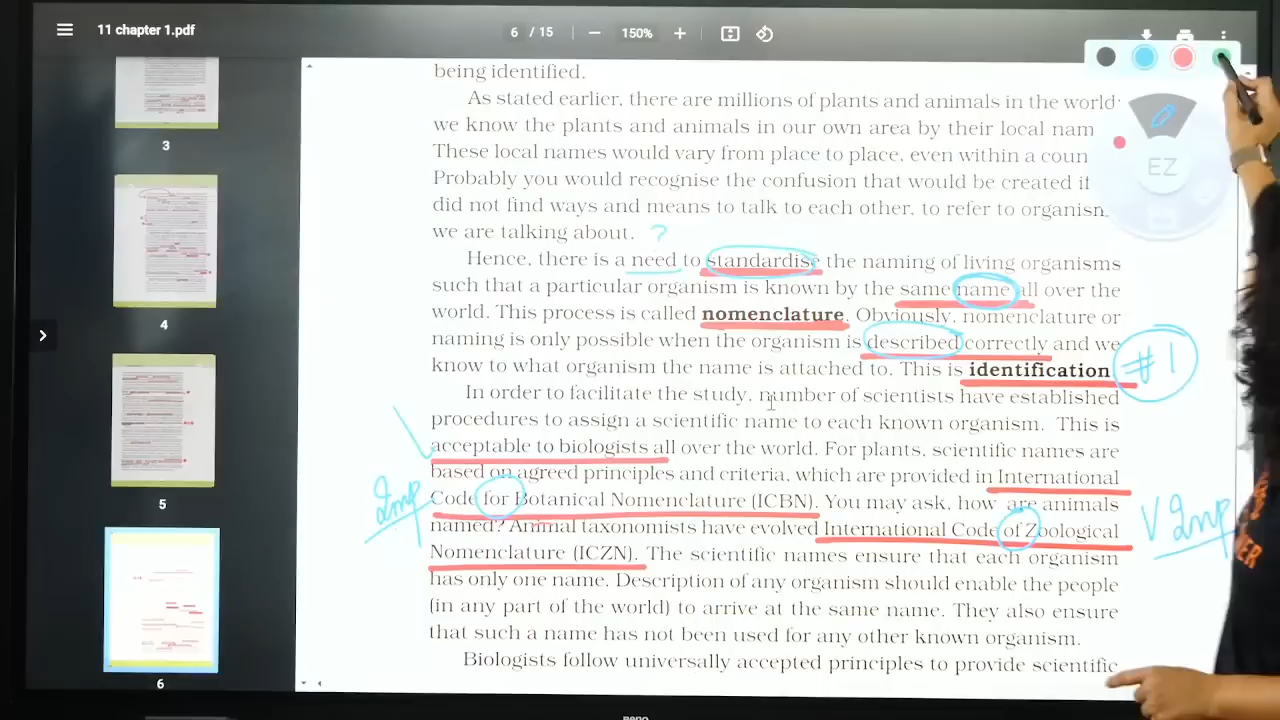 11 chapter 1.pdf
6 / 15
150%
being identified.
there are millions of plants and animals in the world
we know the plants and animals in our own area by their local nam
These local names would vary from place to place, even within a coun
Probably you would recognise the confusion that would be created if
means to talk to each other, to refer to organism
we are talking about. ?
Hence, there is a need to standardise the naming of living organisms
such that a particular organism is known by the same name all over the
world. This process is called nomenclature. Obviously, nomenclature or
naming is only possible when the organism is described correctly and we
know to what organism the name is attached to. This is identification.
#1
In order to facilitate the study, number of scientists have established
procedures to assign a scientific name to each known organism. This is
acceptable to biologists all over the world. For plants, scientific names are
based on agreed principles and criteria, which are provided in International
Imp
Code for Botanical Nomenclature (ICBN). You may ask, how are animals
V Imp
named? Animal taxonomists have evolved International Code of Zoological
Nomenclature (ICZN). The scientific names ensure that each organism
has only one name. Description of any organism should enable the people
(in any part of the world) to arrive at the same name. They also ensure
that such a name has not been used for any other known organism.
Biologists follow universally accepted principles to provide scientific
3
4
5
6
EZ
BenQ